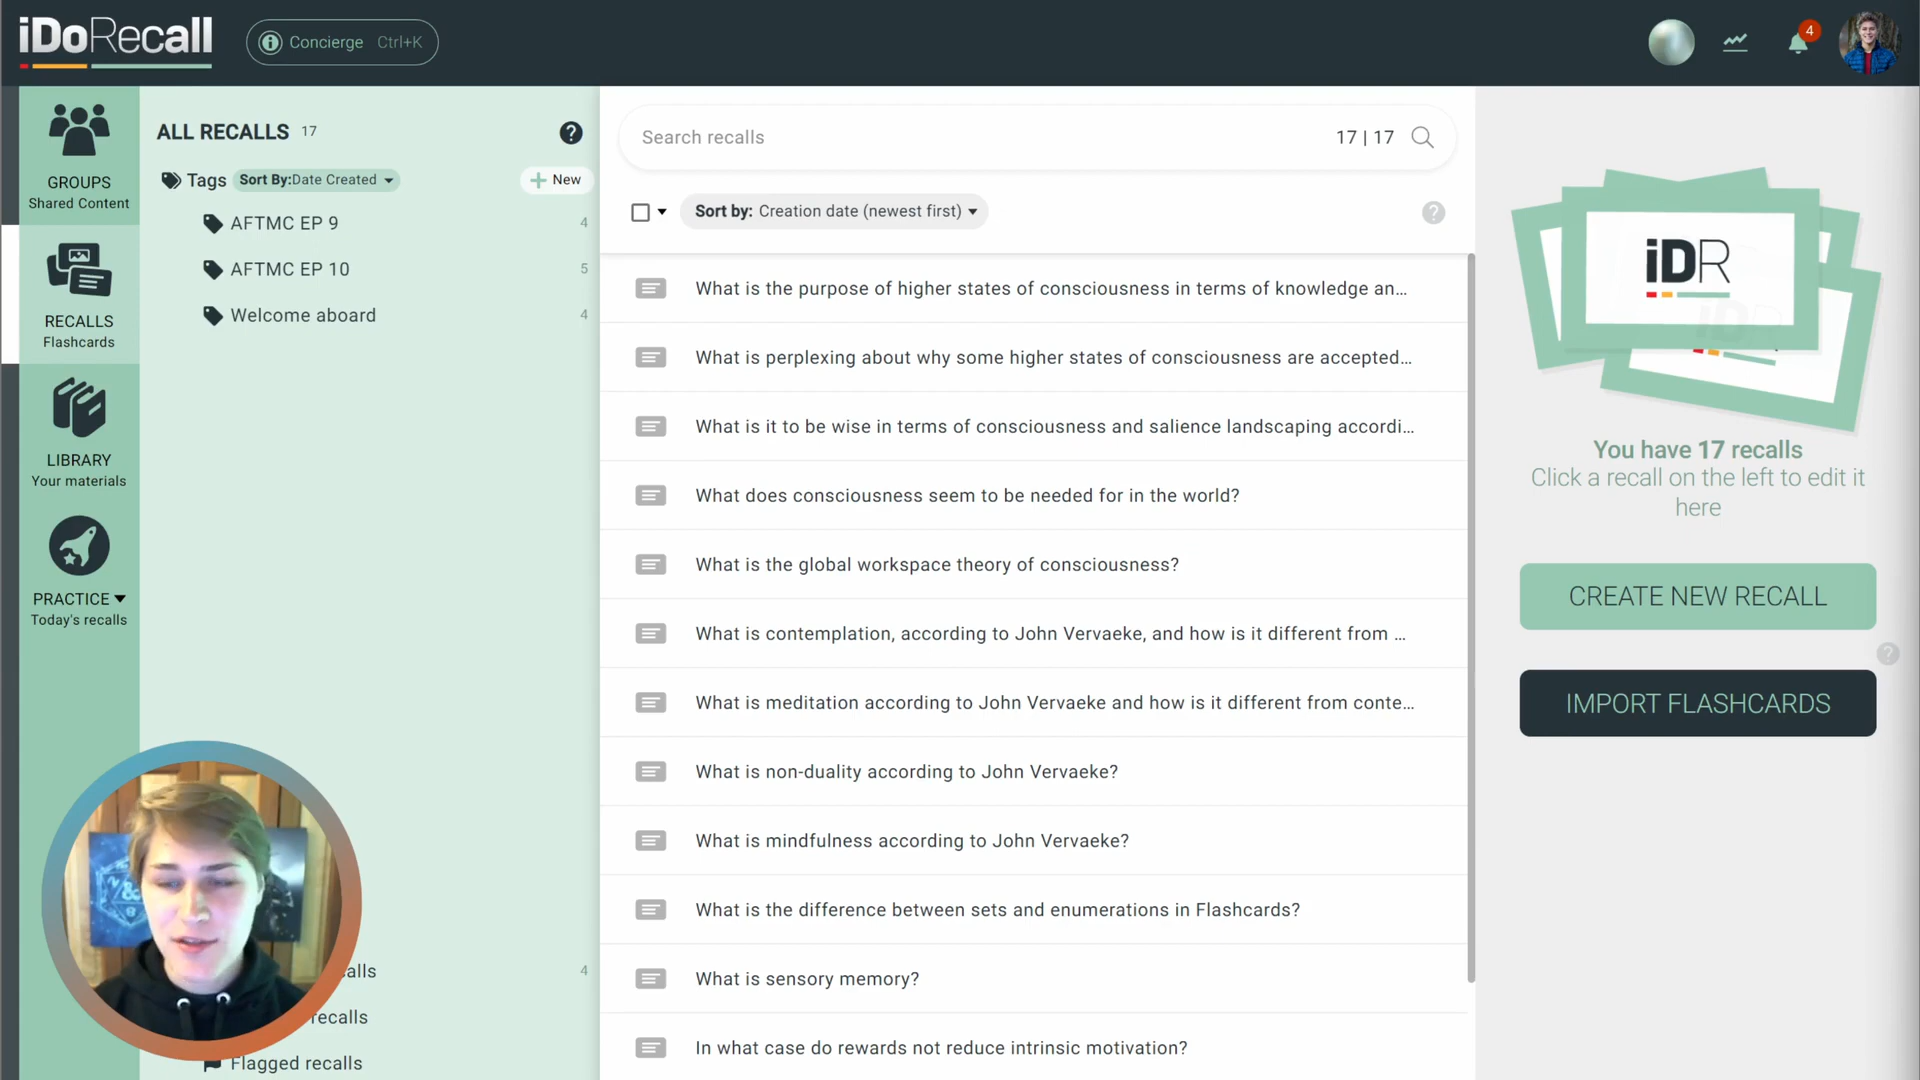 iDoRecall
Concierge Ctrl+K
4
GROUPS
Shared Content
RECALLS
Flashcards
LIBRARY
Your materials
PRACTICE
Today's recalls
ALL RECALLS 17
Tags Sort By:Date Created
New
AFTMC EP 9 4
AFTMC EP 10 5
Welcome aboard 4
alls 4
recalls
Flagged recalls
Search recalls 17 | 17
Sort by: Creation date (newest first)
What is the purpose of higher states of consciousness in terms of knowledge an...
What is perplexing about why some higher states of consciousness are accepted...
What is it to be wise in terms of consciousness and salience landscaping accordi...
What does consciousness seem to be needed for in the world?
What is the global workspace theory of consciousness?
What is contemplation, according to John Vervaeke, and how is it different from ...
What is meditation according to John Vervaeke and how is it different from conte...
What is non-duality according to John Vervaeke?
What is mindfulness according to John Vervaeke?
What is the difference between sets and enumerations in Flashcards?
What is sensory memory?
In what case do rewards not reduce intrinsic motivation?
iDR
You have 17 recalls
Click a recall on the left to edit it
here
CREATE NEW RECALL
IMPORT FLASHCARDS